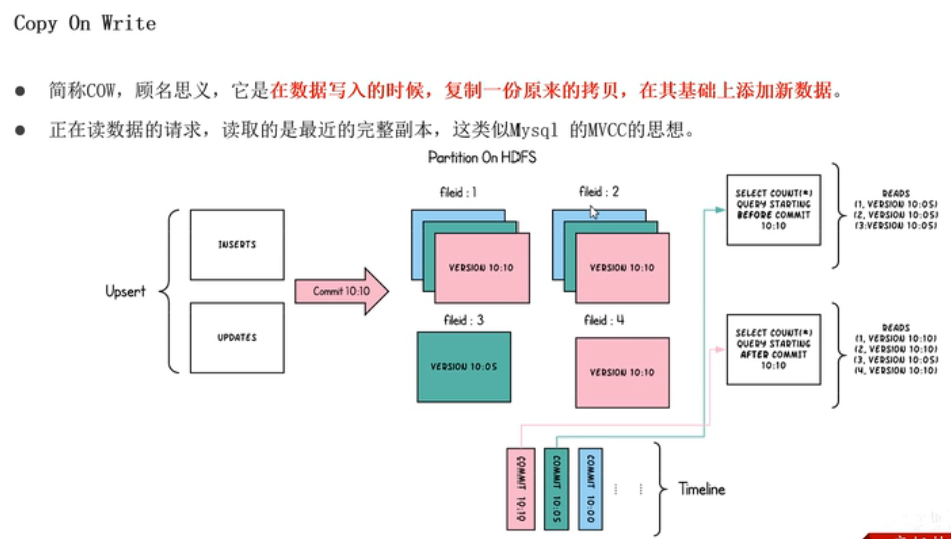 Copy On Write
● 简称COW，顾名思义，它是在数据写入的时候，复制一份原来的拷贝，在其基础上添加新数据。
● 正在读数据的请求，读取的是最近的完整副本，这类似Mysql 的MVCC的思想。
Partition On HDFS
fileid : 1
fileid : 2
INSERTS
UPDATES
Upsert
Commit 10:10
VERSION 10:10
VERSION 10:10
fileid : 3
fileid : 4
VERSION 10:05
VERSION 10:10
SELECT COUNT(*)
QUERY STARTING
BEFORE COMMIT
10:10
READS
(1, VERSION 10:05)
(2, VERSION 10:05)
(3:VERSION 10:05)
SELECT COUNT(*)
QUERY STARTING
AFTER COMMIT
10:10
READS
(1, VERSION 10:10)
(2, VERSION 10:10)
(3, VERSION 10:05)
(4, VERSION 10:10)
COMMIT 10:10
COMMIT 10:05
COMMIT 10:00
...
...
Timeline